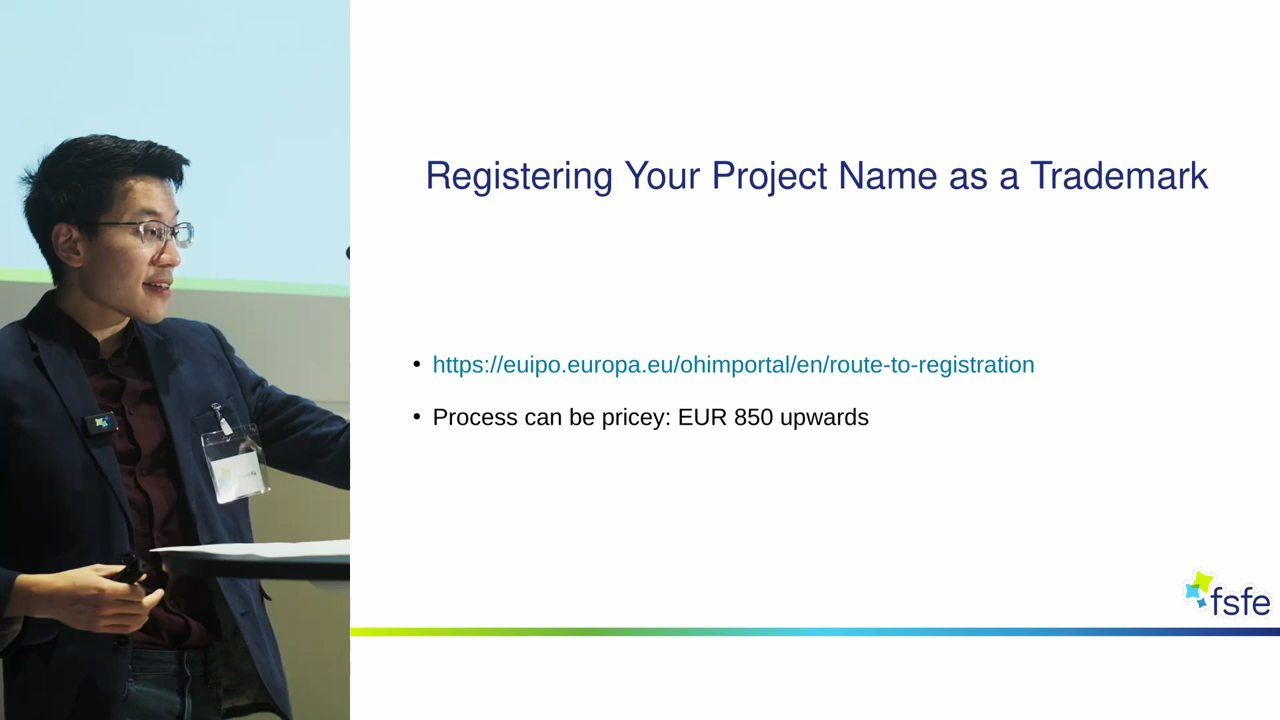 Registering Your Project Name as a Trademark
• https://euipo.europa.eu/ohimportal/en/route-to-registration
• Process can be pricey: EUR 850 upwards
fsfe